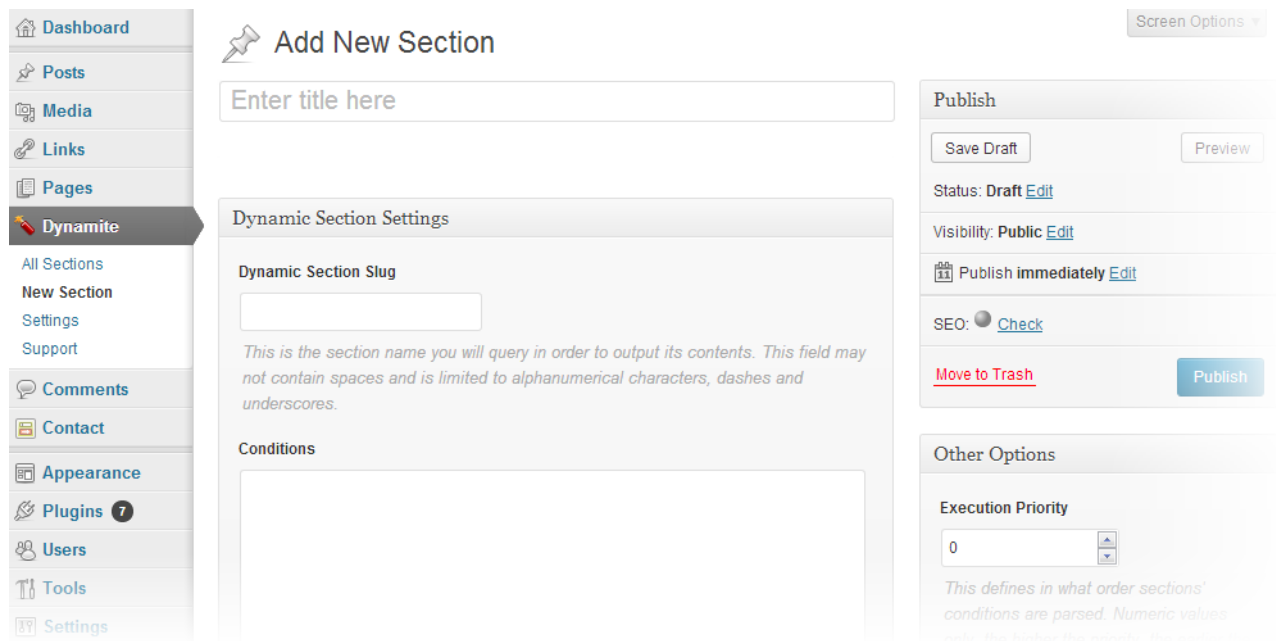 Dashboard
Posts
Media
Links
Pages
Dynamite
All Sections
New Section
Settings
Support
Comments
Contact
Appearance
Plugins 7
Users
Tools
Settings
Screen Options
Add New Section
Enter title here
Dynamic Section Settings
Dynamic Section Slug
This is the section name you will query in order to output its contents. This field may
not contain spaces and is limited to alphanumerical characters, dashes and
underscores.
Conditions
Publish
Save Draft
Preview
Status: Draft Edit
Visibility: Public Edit
11 Publish immediately Edit
SEO: Check
Move to Trash
Publish
Other Options
Execution Priority
0
This defines in what order sections'
conditions are parsed. Numeric values
only, the higher the